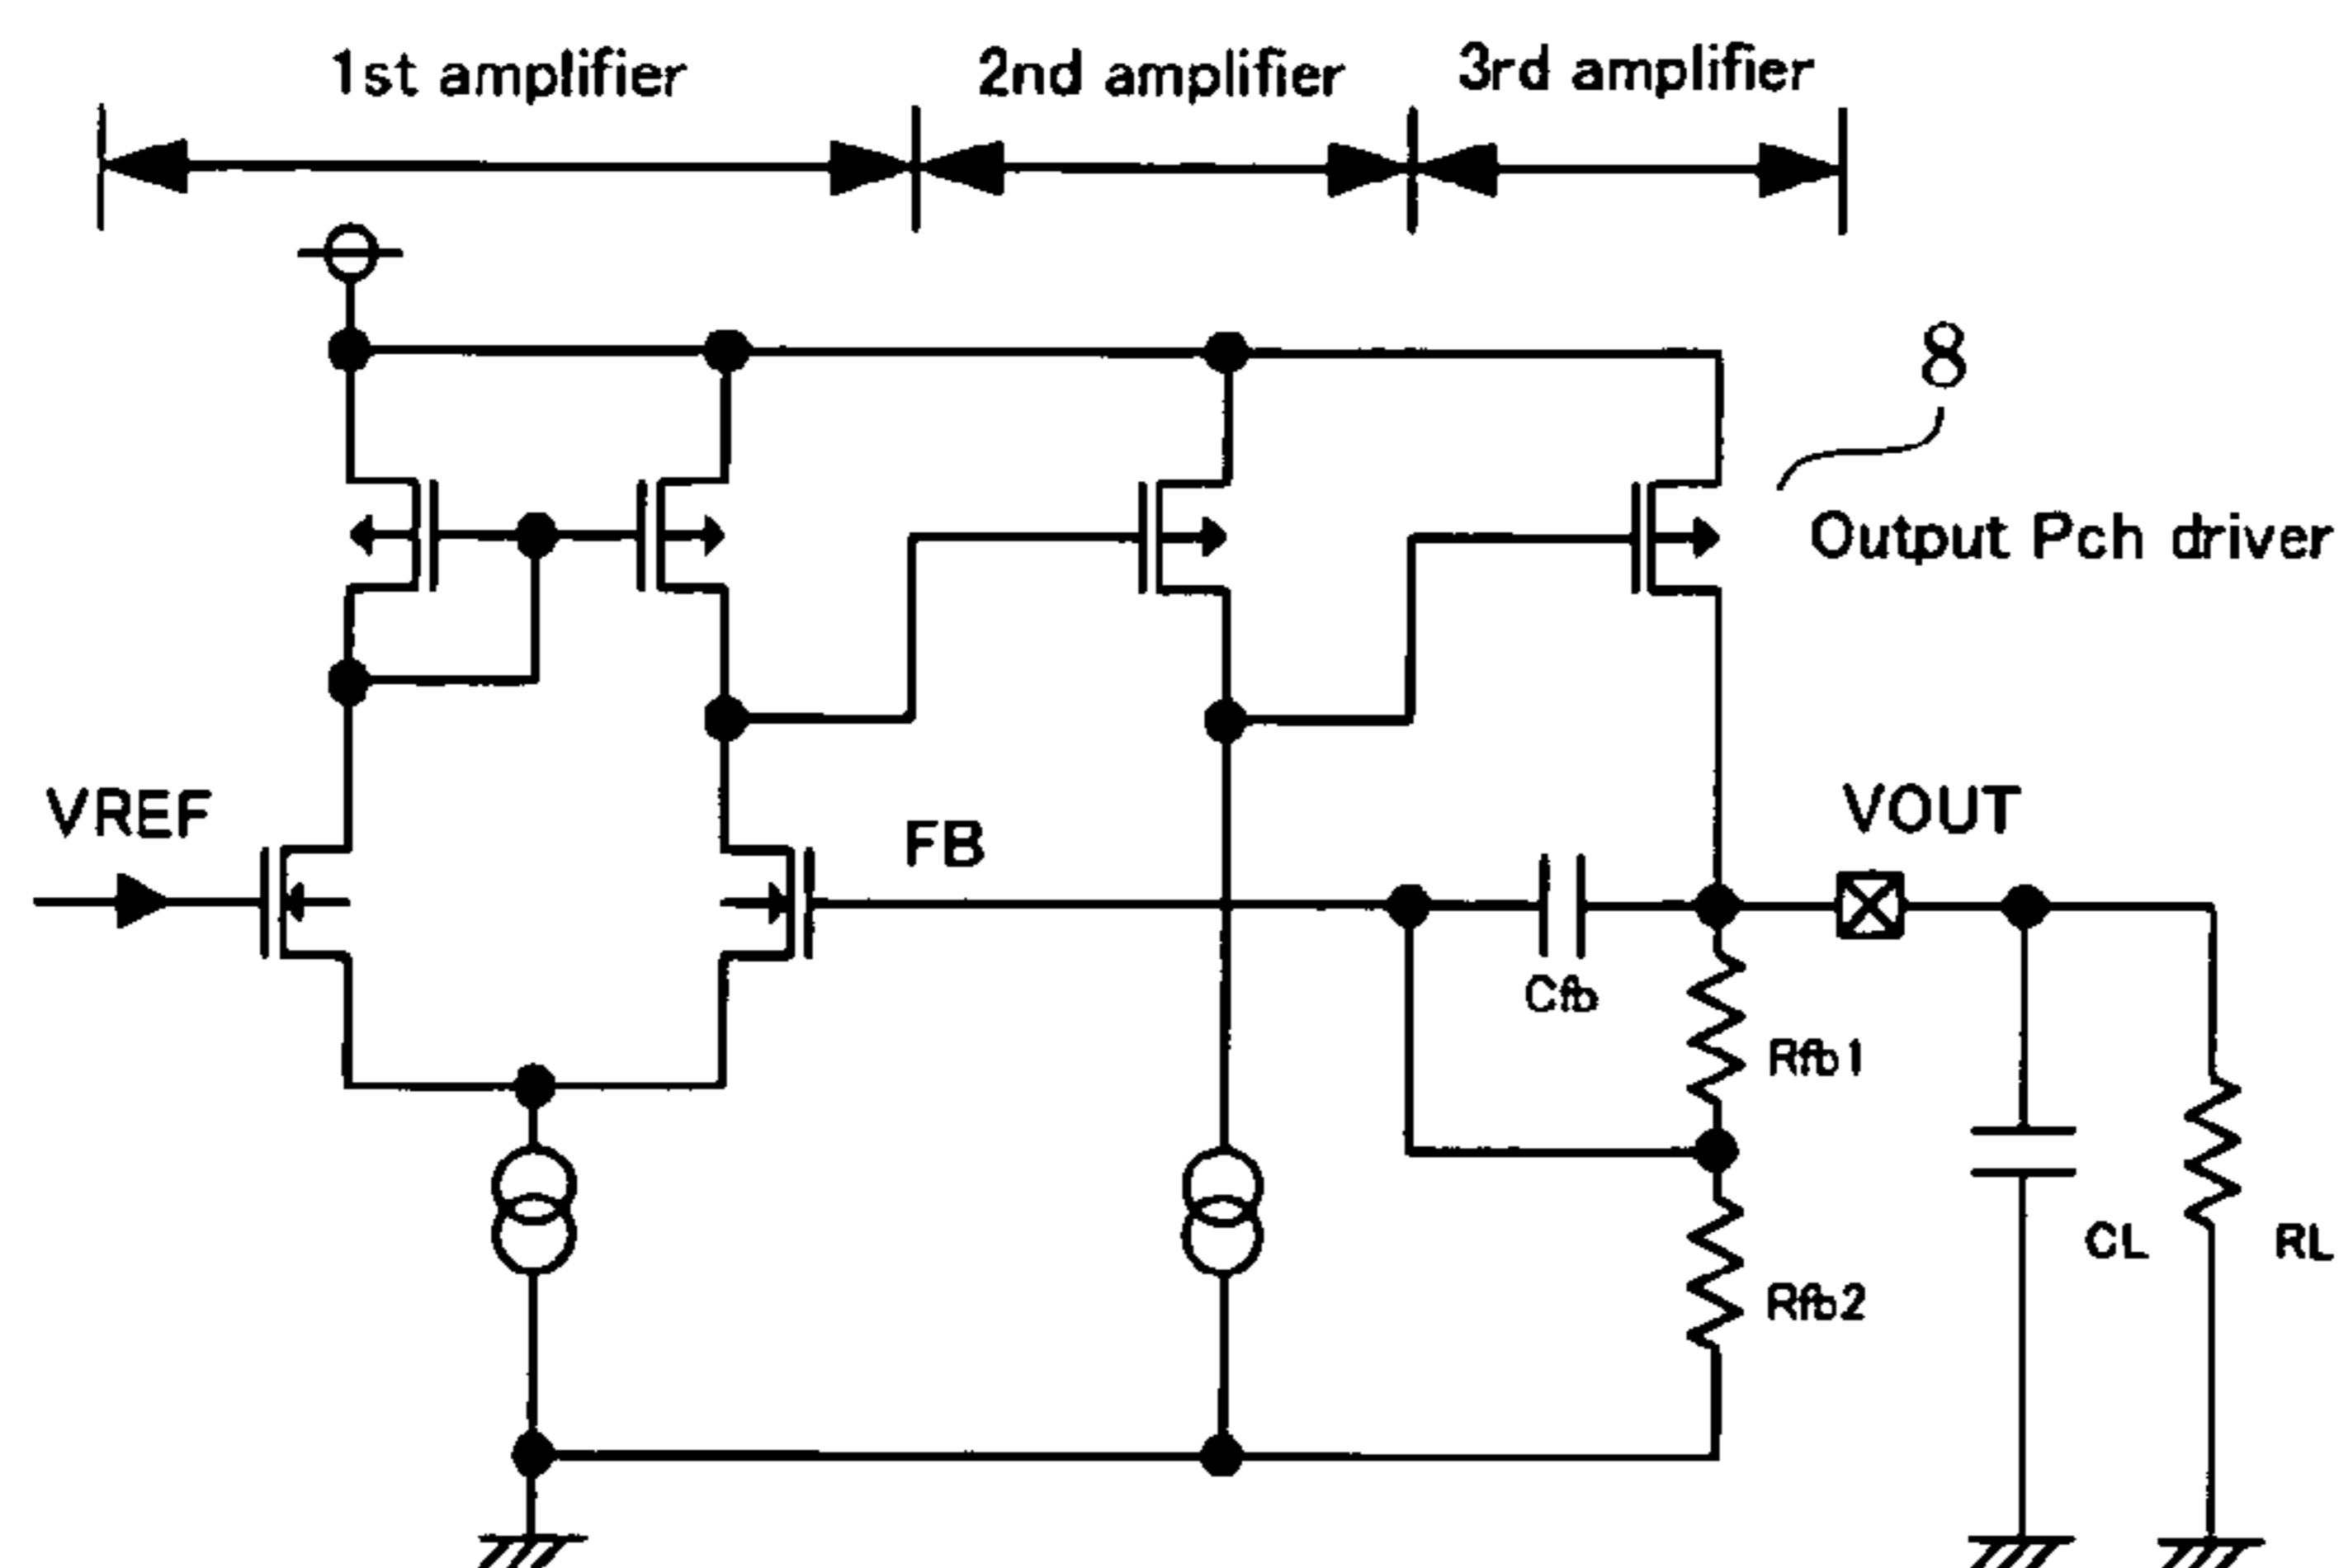 1st amplifier
2nd amplifier
3rd amplifier
8
Output Pch driver
VREF
FB
VOUT
Cfb
Rfb1
Rfb2
CL
RL